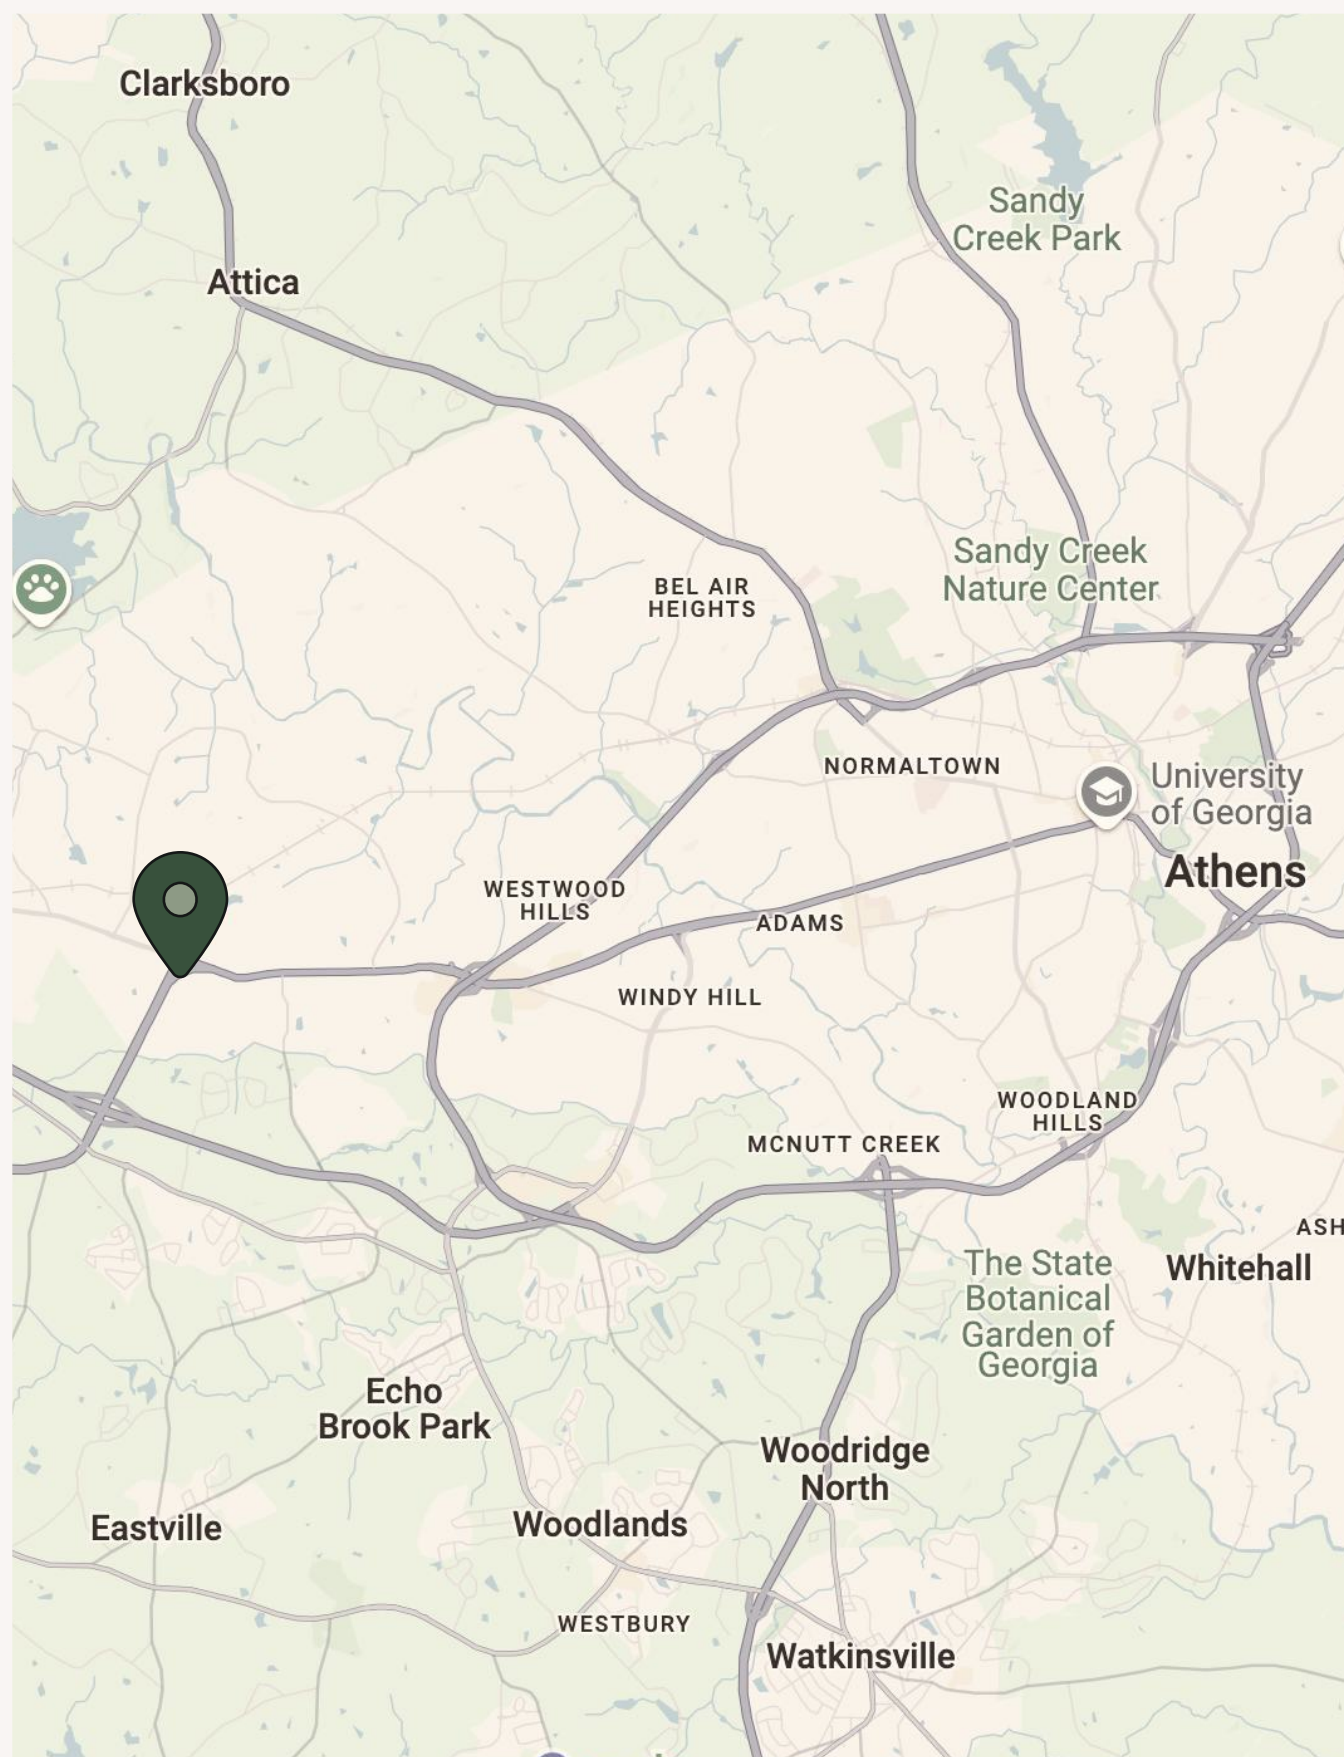 Clarksboro
Sandy
Creek Park
Attica
Sandy Creek
Nature Center
BEL AIR
HEIGHTS
NORMALTOWN
University
of Georgia
Athens
WESTWOOD
HILLS
ADAMS
WINDY HILL
WOODLAND
HILLS
MCNUTT CREEK
ASH
Whitehall
The State
Botanical
Garden of
Georgia
Echo
Brook Park
Woodridge
North
Eastville
Woodlands
WESTBURY
Watkinsville